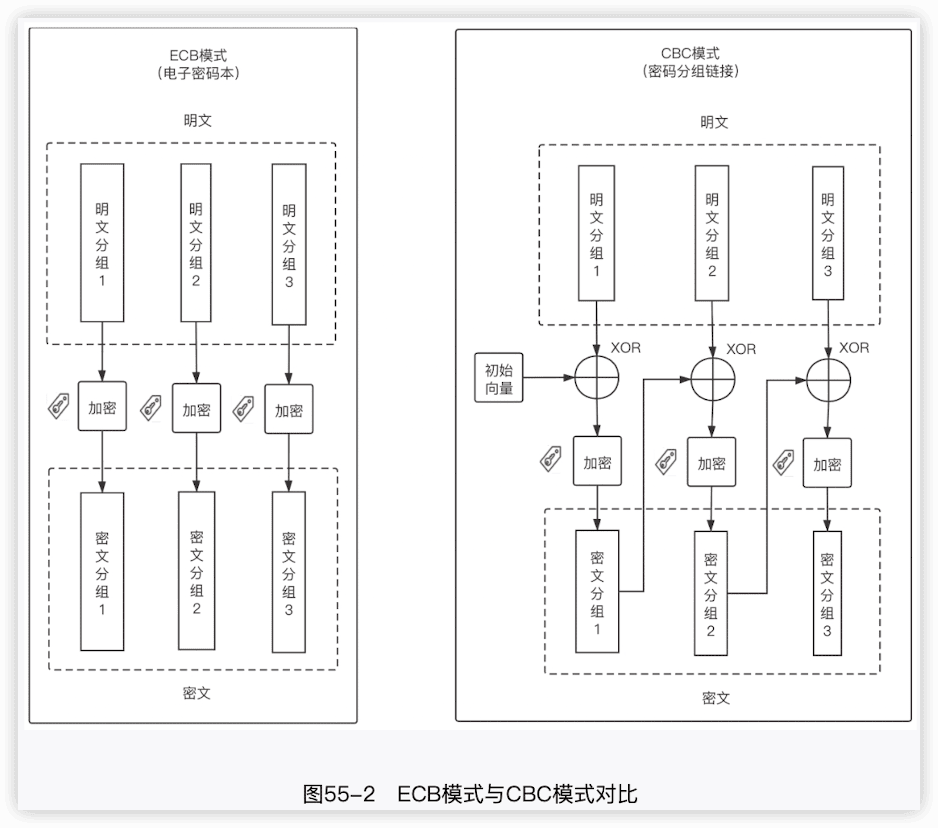 ECB模式
（电子密码本）
明文
明文分组1
明文分组2
明文分组3
加密
加密
加密
密文分组1
密文分组2
密文分组3
密文
CBC模式
（密码分组链接）
明文
明文分组1
明文分组2
明文分组3
初始
向量
XOR
XOR
XOR
加密
加密
加密
密文分组1
密文分组2
密文分组3
密文
图55-2 ECB模式与CBC模式对比